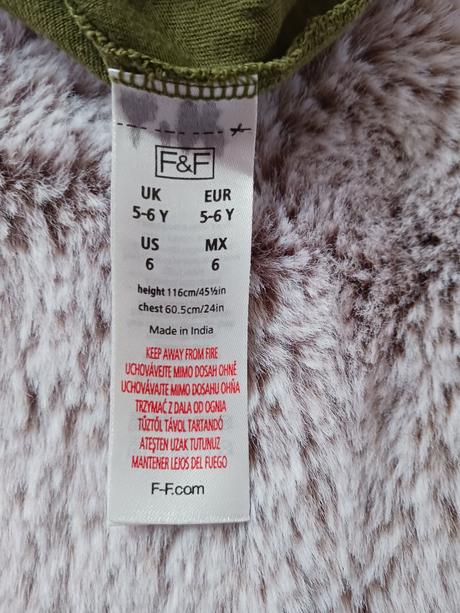 F&F
UK EUR
5-6 Y 5-6 Y
US MX
6 6
height 116cm/45½in
chest 60.5cm/24in
Made in India
KEEP AWAY FROM FIRE
UCHOVÁVEJTE MIMO DOSAH OHNĚ
UCHOVÁVAJTE MIMO DOSAHU OHŇA
TRZYMAĆ Z DALA OD OGNIA
TŰZTŐL TÁVOL TARTANDÓ
ATEŞTEN UZAK TUTUNUZ
MANTENER LEJOS DEL FUEGO
F-F.com